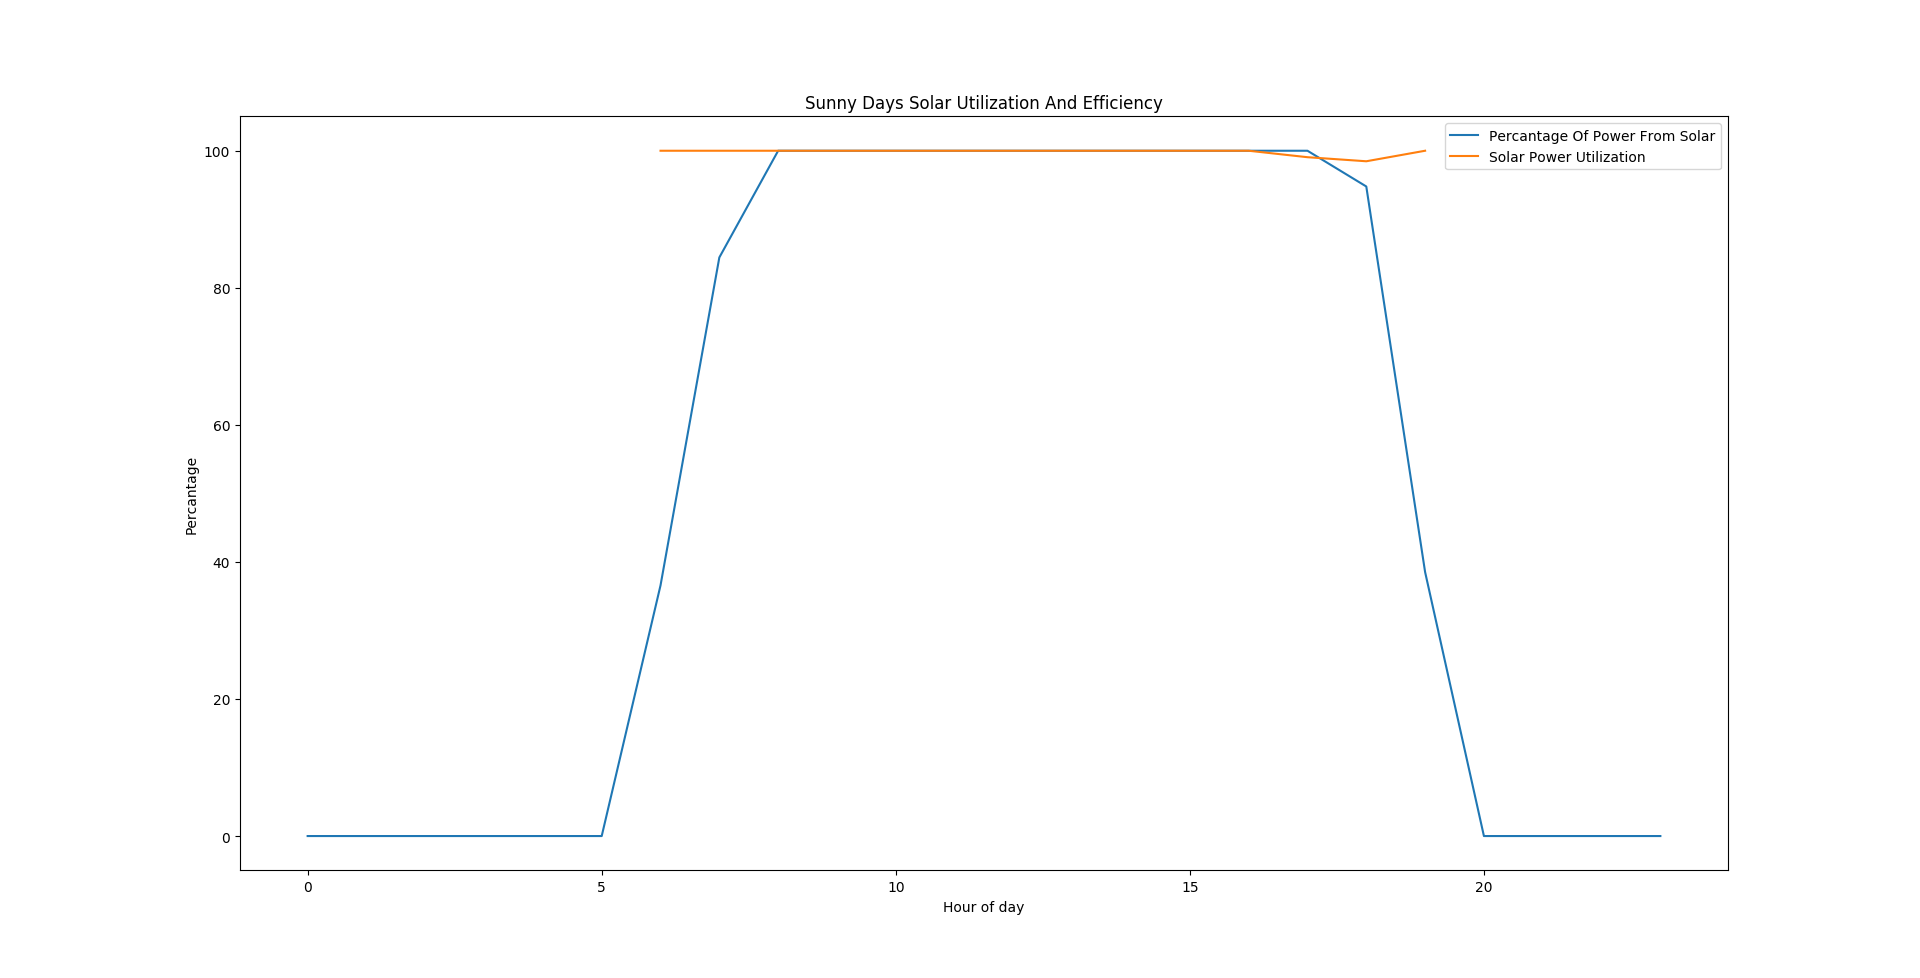 Sunny Days Solar Utilization And Efficiency
Percantage Of Power From Solar
Solar Power Utilization
100
80
60
40
20
0
Percantage
0 5 10 15 20
Hour of day